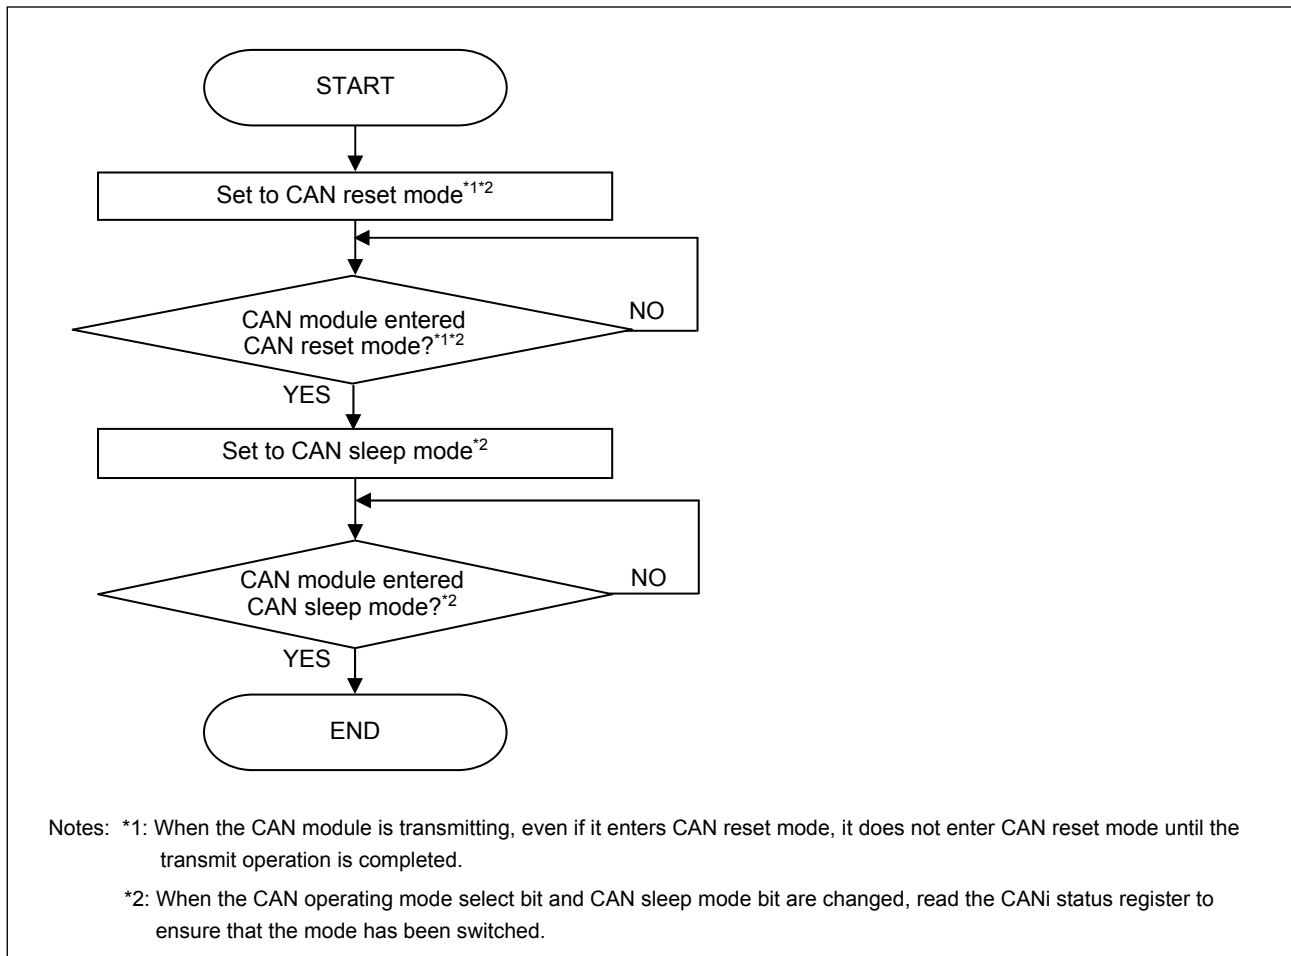 START
Set to CAN reset mode*1*2
CAN module entered
CAN reset mode?*1*2
NO
YES
Set to CAN sleep mode*2
CAN module entered
CAN sleep mode?*2
NO
YES
END
Notes: *1: When the CAN module is transmitting, even if it enters CAN reset mode, it does not enter CAN reset mode until the
transmit operation is completed.
*2: When the CAN operating mode select bit and CAN sleep mode bit are changed, read the CANi status register to
ensure that the mode has been switched.